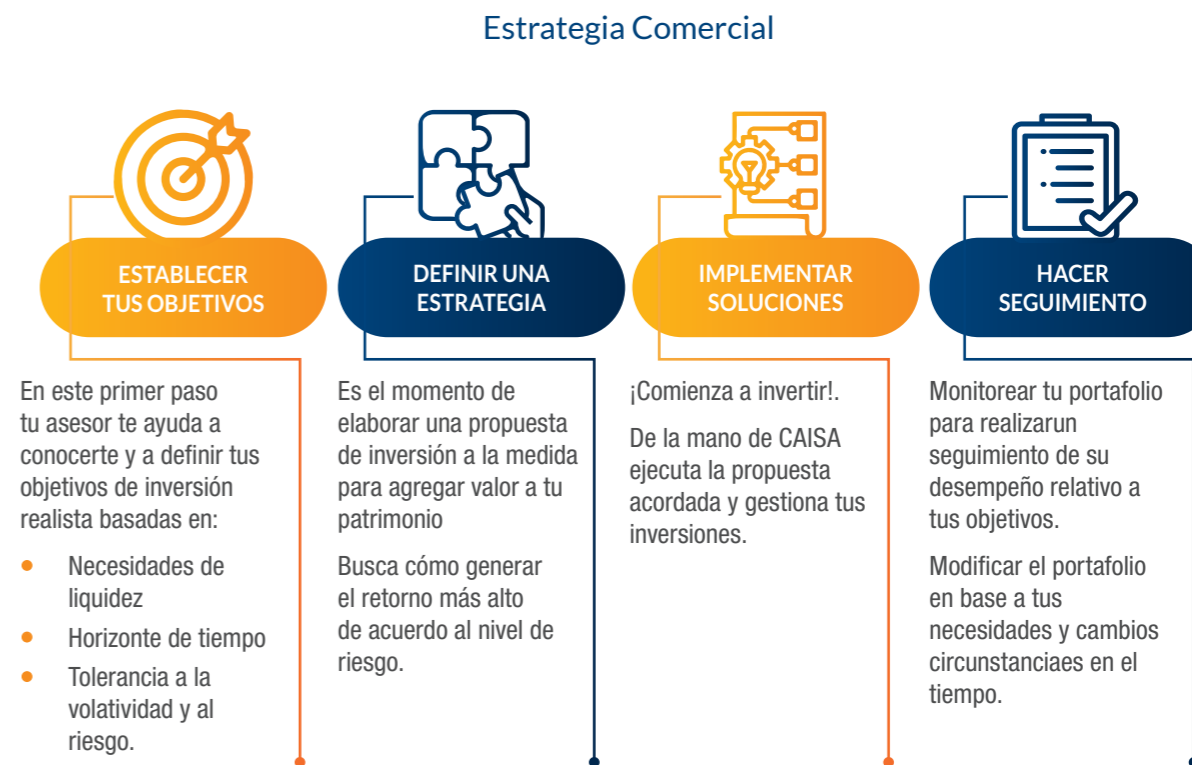 Estrategia Comercial
ESTABLECER
TUS OBJETIVOS
En este primer paso
tu asesor te ayuda a
conocerte y a definir tus
objetivos de inversión
realista basadas en:
• Necesidades de
liquidez
• Horizonte de tiempo
• Tolerancia a la
volatividad y al
riesgo.
DEFINIR UNA
ESTRATEGIA
Es el momento de
elaborar una propuesta
de inversión a la medida
para agregar valor a tu
patrimonio
Busca cómo generar
el retorno más alto
de acuerdo al nivel de
riesgo.
IMPLEMENTAR
SOLUCIONES
¡Comienza a invertir!.
De la mano de CAISA
ejecuta la propuesta
acordada y gestiona tus
inversiones.
HACER
SEGUIMIENTO
Monitorear tu portafolio
para realizarun
seguimiento de su
desempeño relativo a
tus objetivos.
Modificar el portafolio
en base a tus
necesidades y cambios
circunstanciaes en el
tiempo.